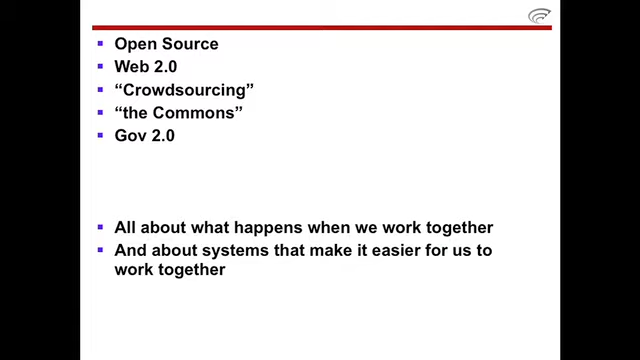 Open Source
Web 2.0
“Crowdsourcing”
“the Commons”
Gov 2.0
All about what happens when we work together
And about systems that make it easier for us to
work together